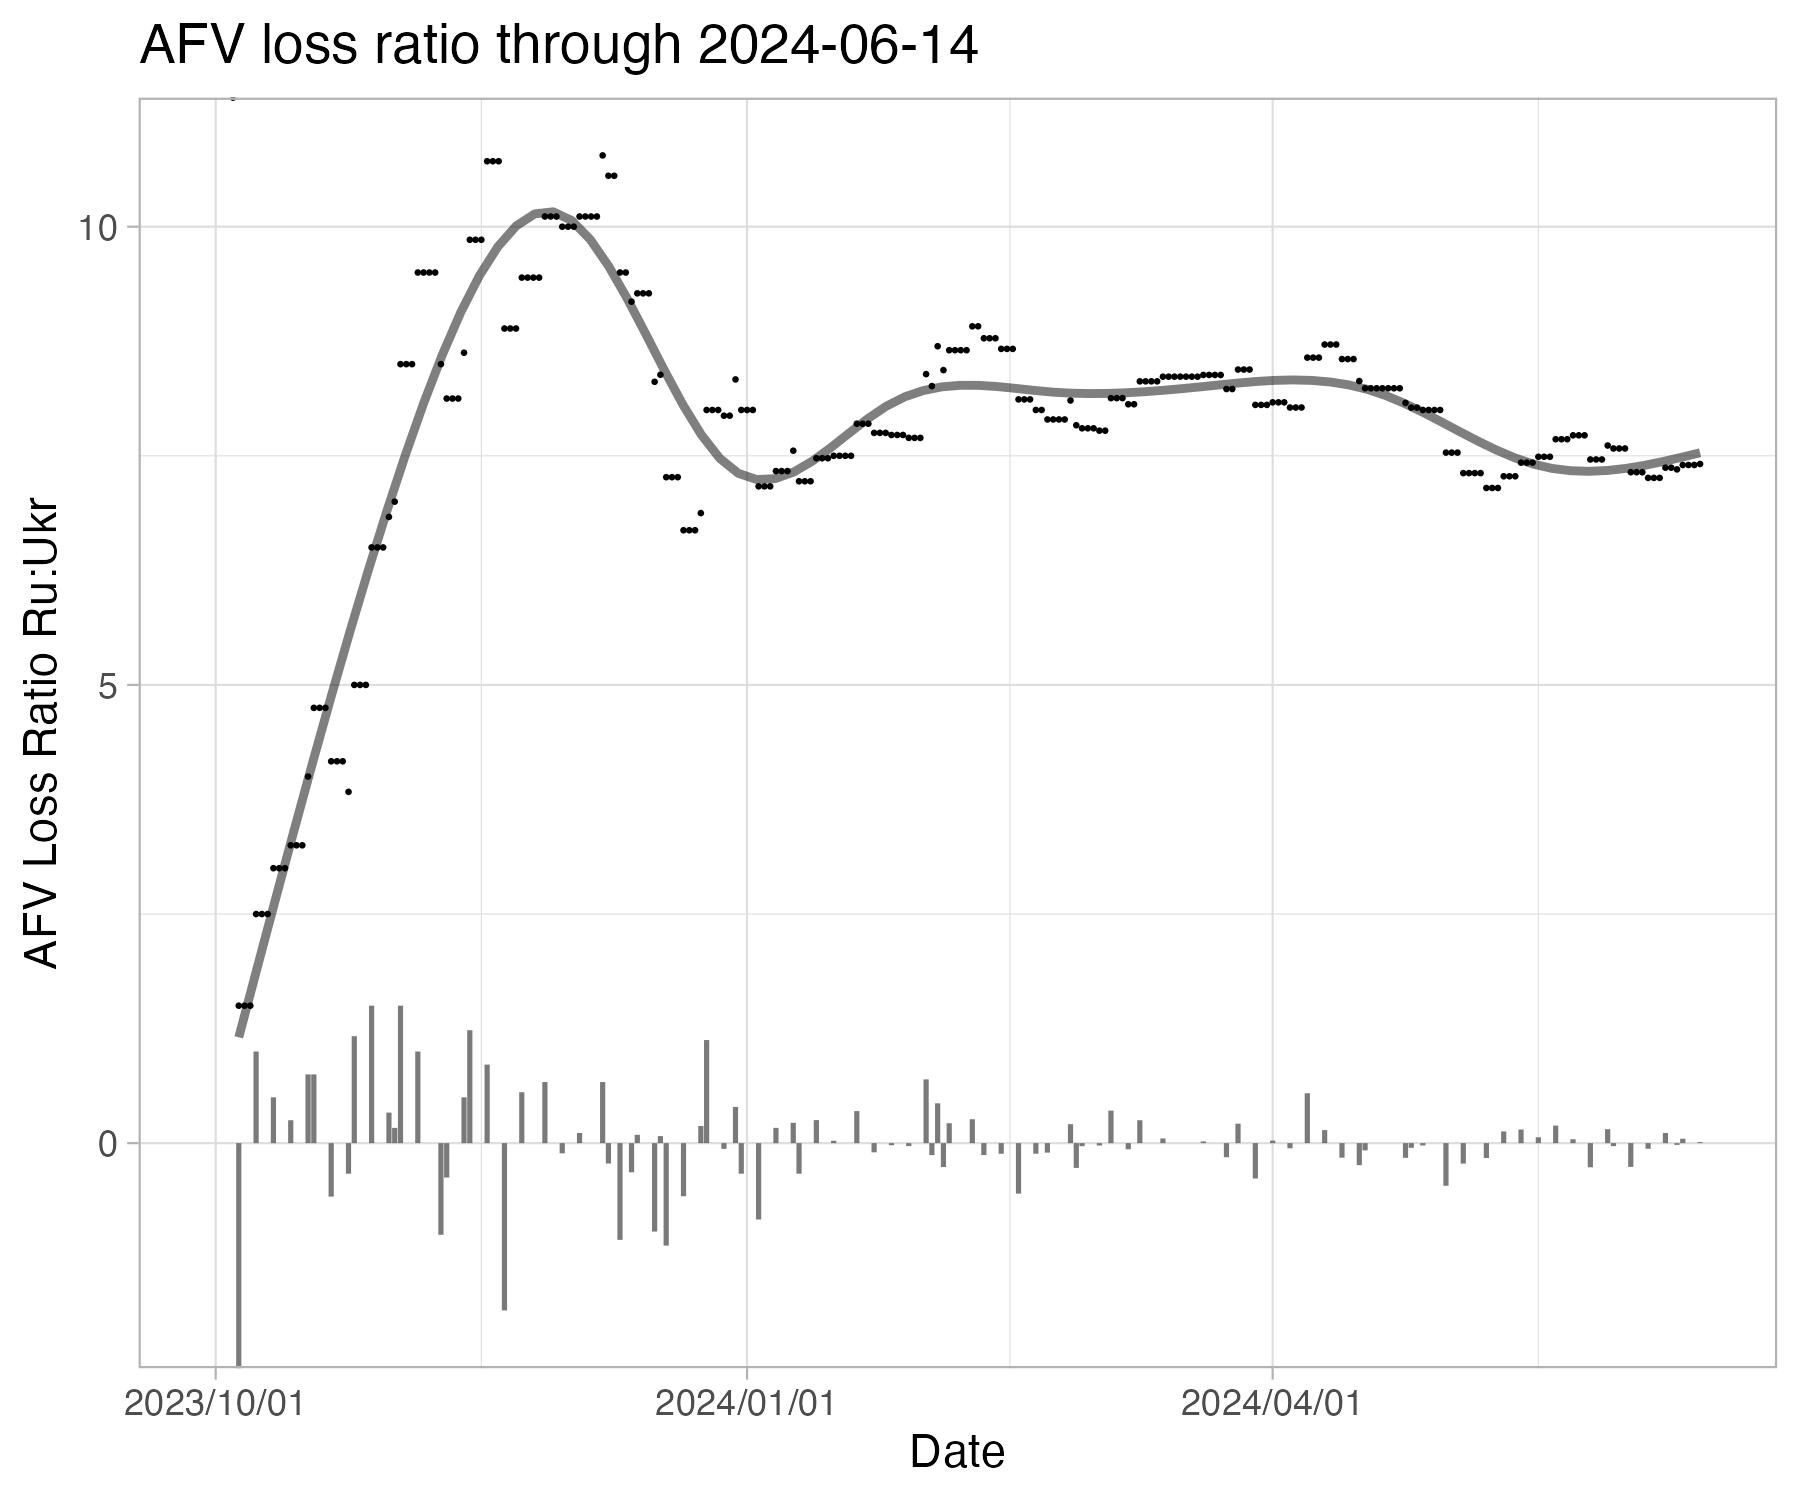 AFV loss ratio through 2024-06-14
AFV Loss Ratio Ru:Ukr
10
5
0
2023/10/01
2024/01/01
2024/04/01
Date